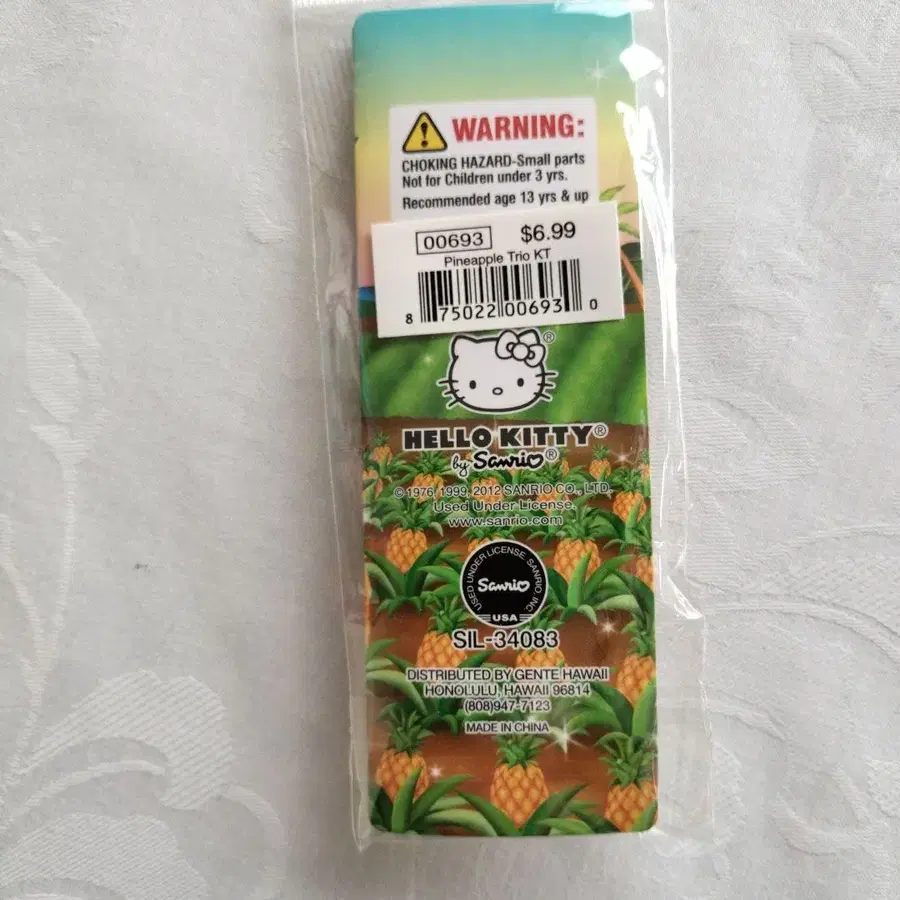 WARNING:
CHOKING HAZARD-Small parts
Not for Children under 3 yrs.
Recommended age 13 yrs & up
00693 $6.99
Pineapple Trio KT
8 75022 00693 0
®
HELLO KITTY®
by Sanrio®
© 1976, 1999, 2012 SANRIO CO., LTD.
Used Under License.
www.sanrio.com
USED UNDER LICENSE. SANRIO, INC.
Sanrio
USA
SIL-34083
DISTRIBUTED BY GENTE HAWAII
HONOLULU, HAWAII 96814
(808)947-7123
MADE IN CHINA